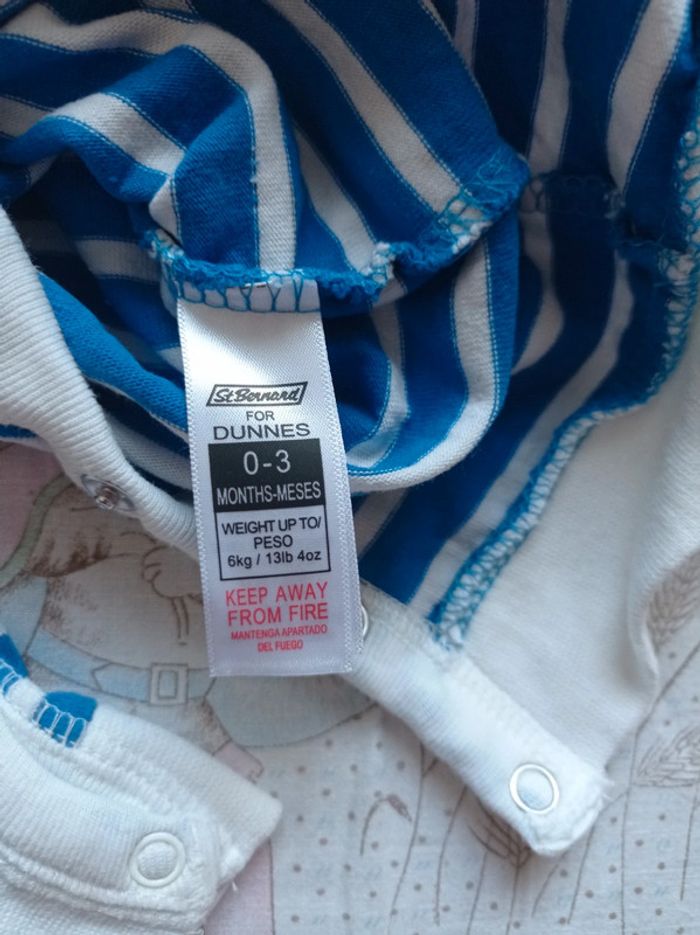 St Bernard
FOR
DUNNES
0-3
MONTHS-MESES
WEIGHT UP TO/
PESO
6kg / 13lb 4oz
KEEP AWAY
FROM FIRE
MANTENGA APARTADO
DEL FUEGO